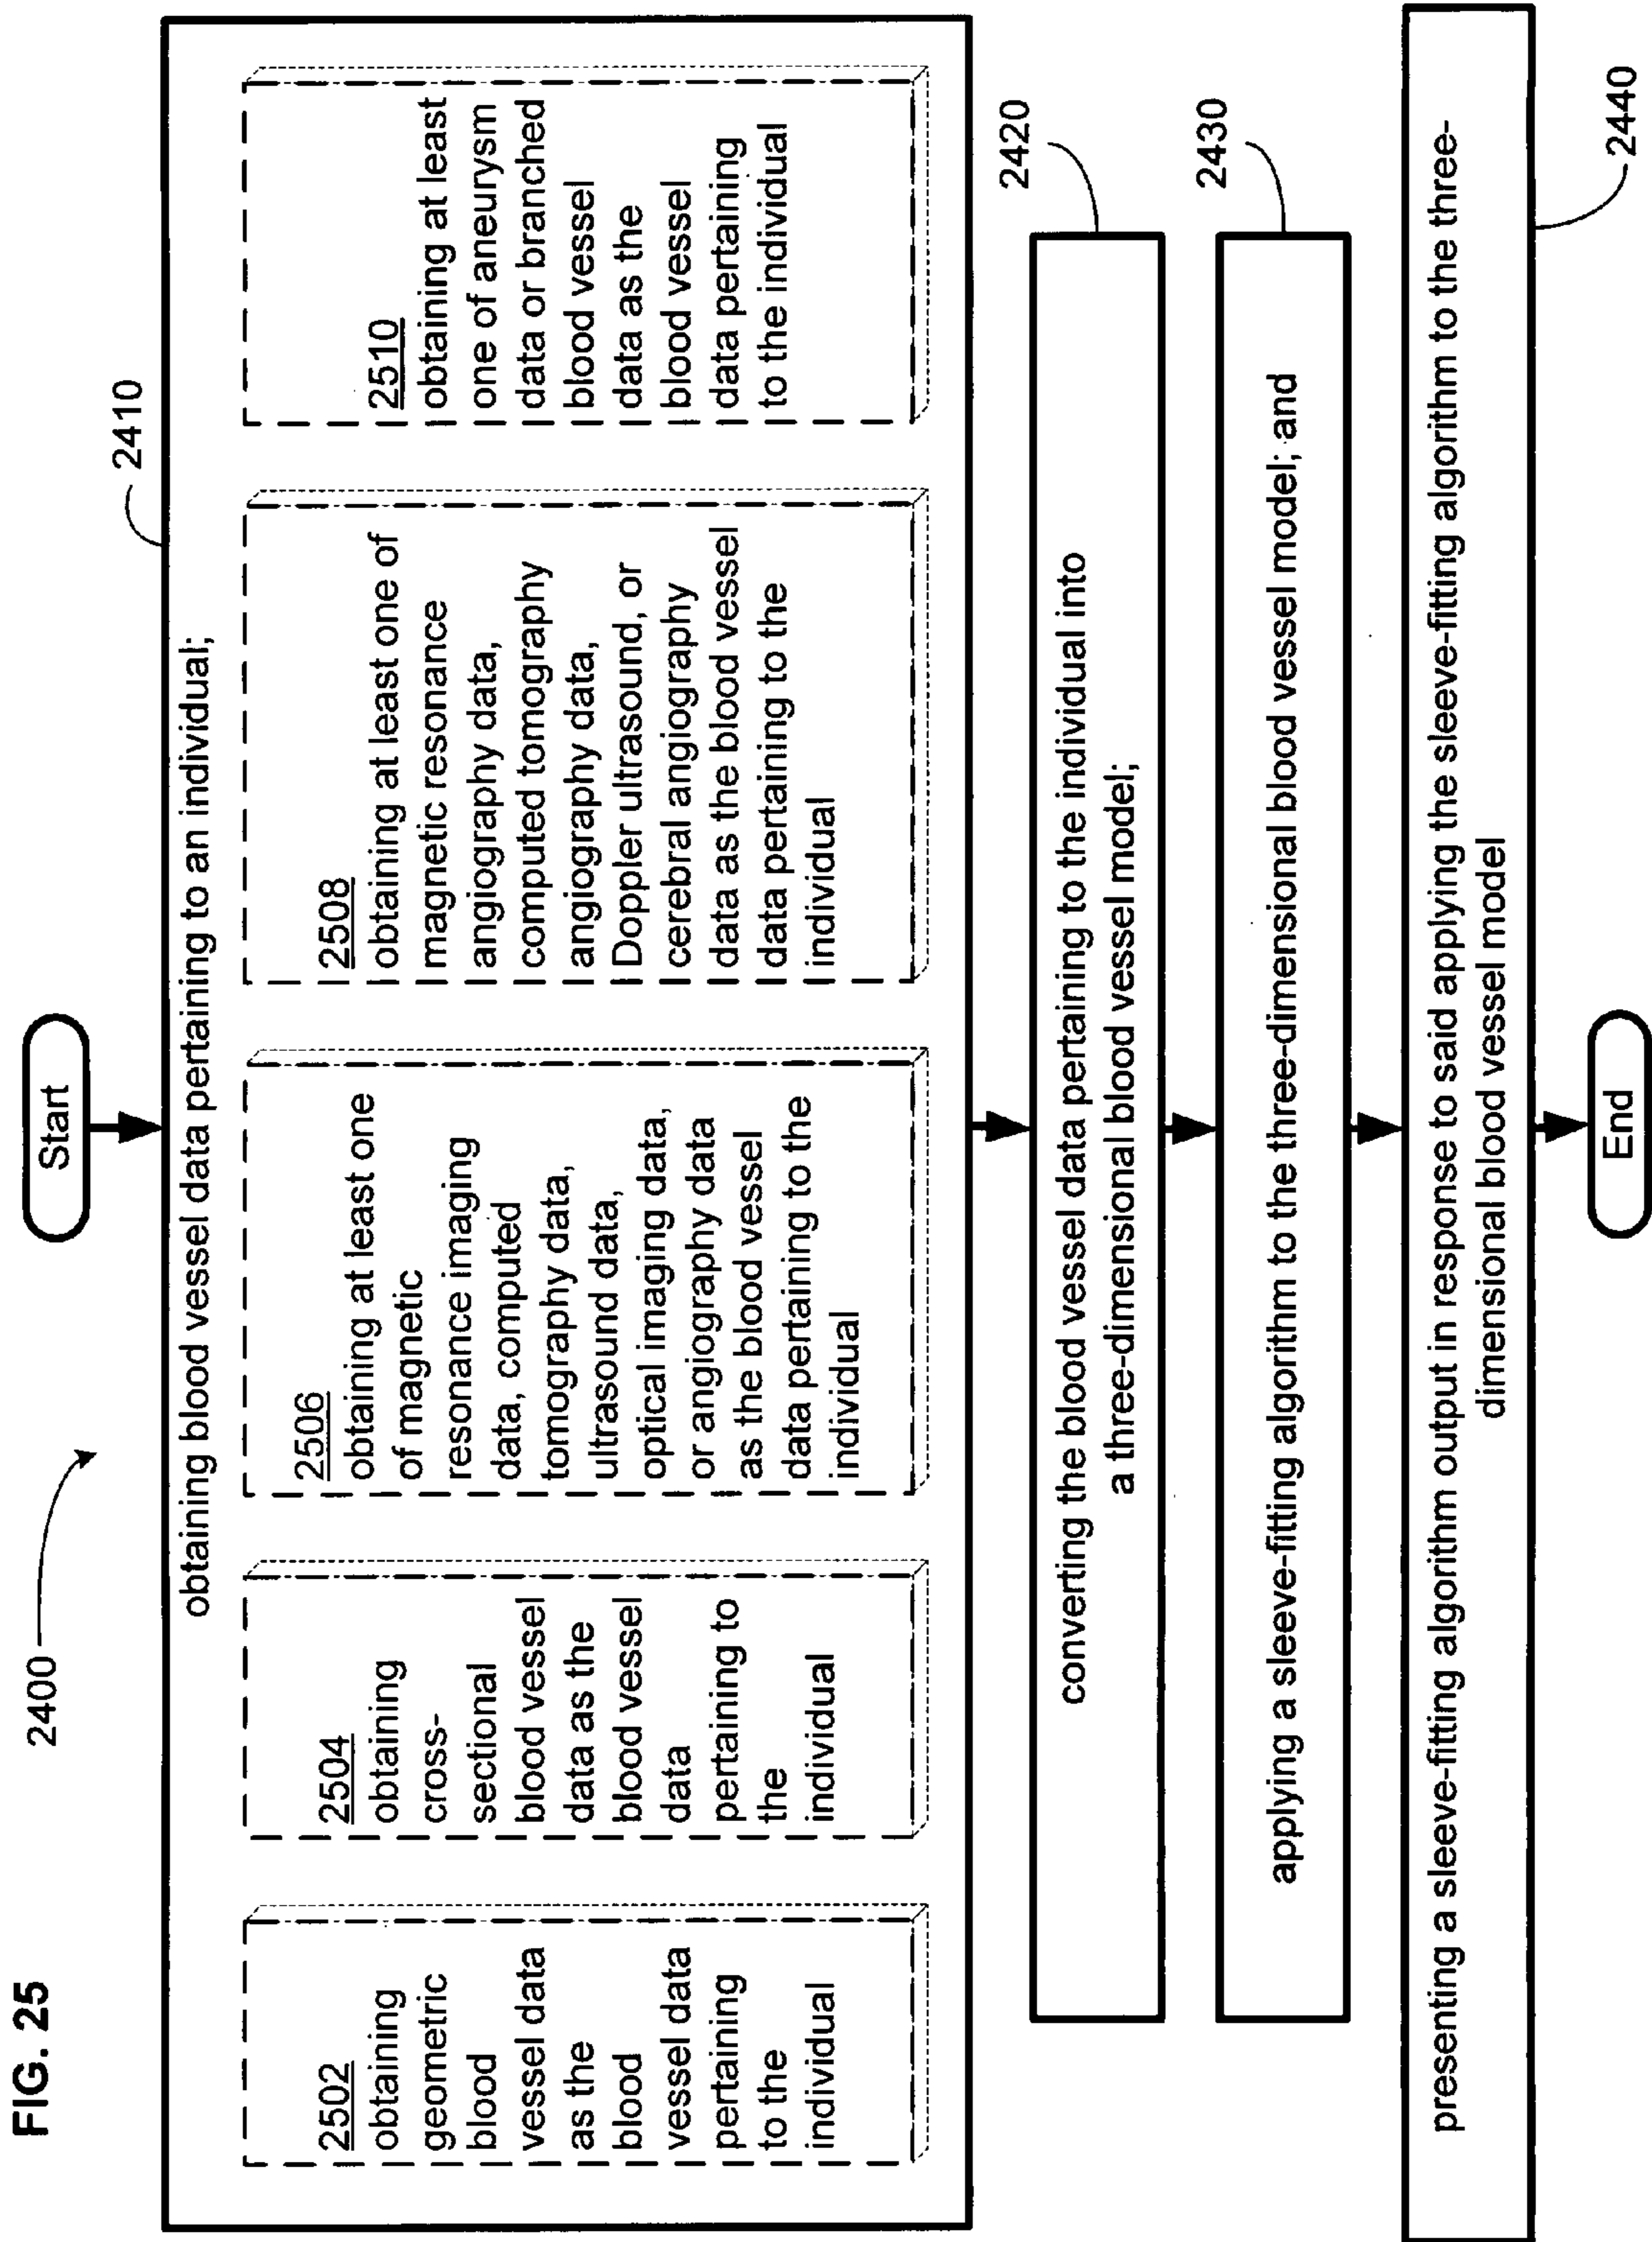 FIG. 25
2400
Start
2410
obtaining blood vessel data pertaining to an individual;
2502
obtaining
geometric
blood
vessel data
as the
blood
vessel data
pertaining
to the
individual
2504
obtaining
cross-
sectional
blood vessel
data as the
blood vessel
data
pertaining to
the
individual
2506
obtaining at least one
of magnetic
resonance imaging
data, computed
tomography data,
ultrasound data,
optical imaging data,
or angiography data
as the blood vessel
data pertaining to the
individual
2508
obtaining at least one of
magnetic resonance
angiography data,
computed tomography
angiography data,
Doppler ultrasound, or
cerebral angiography
data as the blood vessel
data pertaining to the
individual
2510
obtaining at least
one of aneurysm
data or branched
blood vessel
data as the
blood vessel
data pertaining
to the individual
2420
converting the blood vessel data pertaining to the individual into
a three-dimensional blood vessel model;
2430
applying a sleeve-fitting algorithm to the three-dimensional blood vessel model; and
presenting a sleeve-fitting algorithm output in response to said applying the sleeve-fitting algorithm to the three-
dimensional blood vessel model
2440
End